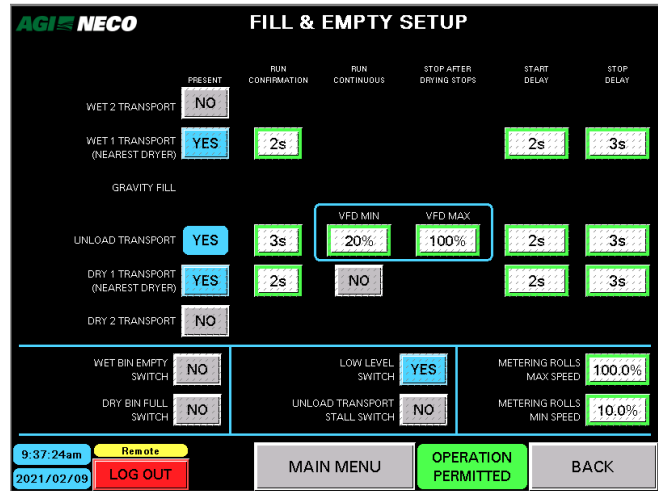 AGI NECO
FILL & EMPTY SETUP
PRESENT
RUN
CONFIRMATION
RUN
CONTINUOUS
STOP AFTER
DRYING STOPS
START
DELAY
STOP
DELAY
WET 2 TRANSPORT
NO
WET 1 TRANSPORT
(NEAREST DRYER)
YES
2s
2s
3s
GRAVITY FILL
VFD MIN
VFD MAX
UNLOAD TRANSPORT
YES
3s
20%
100%
2s
3s
DRY 1 TRANSPORT
(NEAREST DRYER)
YES
2s
NO
2s
3s
DRY 2 TRANSPORT
NO
WET BIN EMPTY
SWITCH
NO
LOW LEVEL
SWITCH
YES
METERING ROLLS
MAX SPEED
100.0%
DRY BIN FULL
SWITCH
NO
UNLOAD TRANSPORT
STALL SWITCH
NO
METERING ROLLS
MIN SPEED
10.0%
9:37:24am
2021/02/09
Remote
LOG OUT
MAIN MENU
OPERATION
PERMITTED
BACK